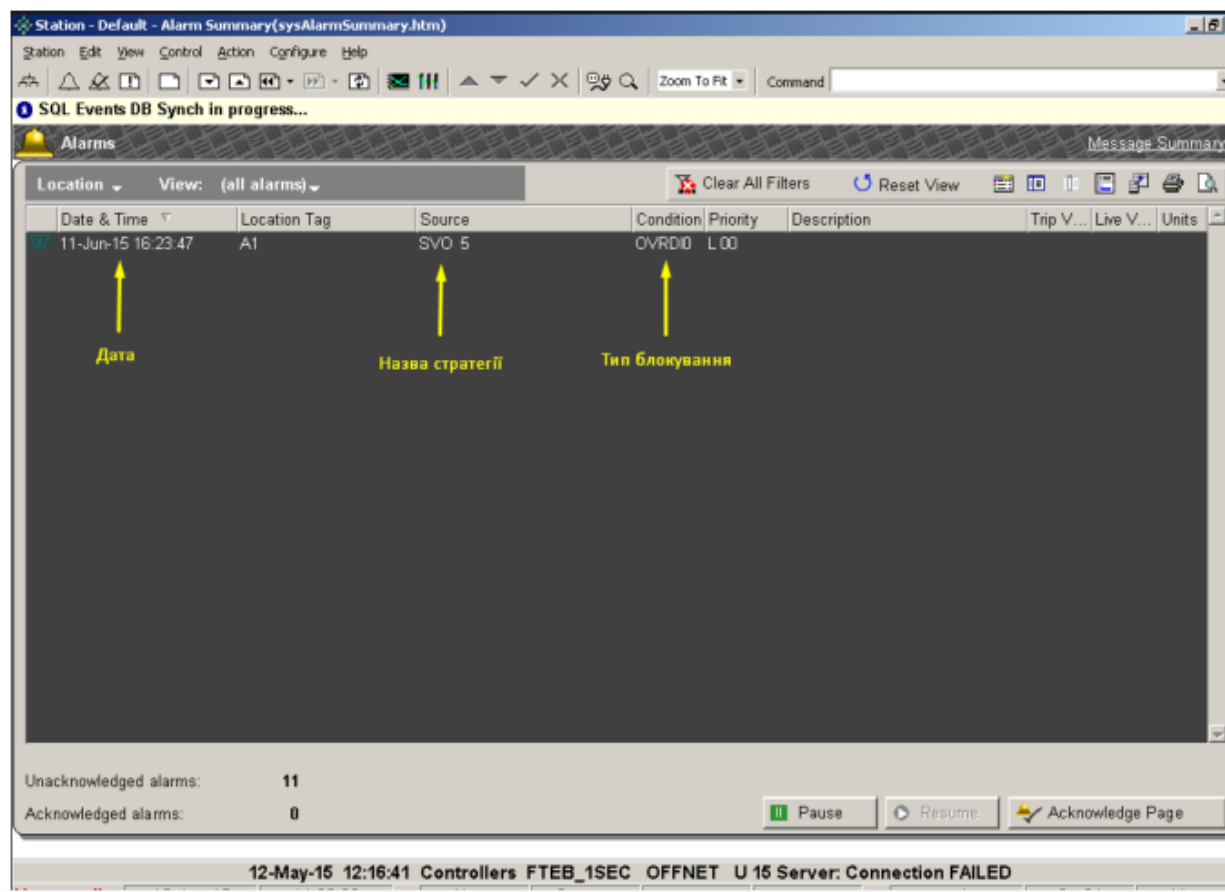 Station - Default - Alarm Summary(sysAlarmSummary.htm)
Station Edit View Control Action Configure Help
Zoom To Fit Command
SQL Events DB Synch in progress...
Alarms Message Summary
Location View: (all alarms) Clear All Filters Reset View
Date & Time Location Tag Source Condition Priority Description Trip V... Live V... Units
11-Jun-15 16:23:47 A1 SVO 5 OVRDI0 L 00
Дата
Назва стратегії
Тип блокування
Unacknowledged alarms: 11
Acknowledged alarms: 0
Pause Resume Acknowledge Page
12-May-15 12:16:41 Controllers FTEB_1SEC OFFNET U 15 Server: Connection FAILED